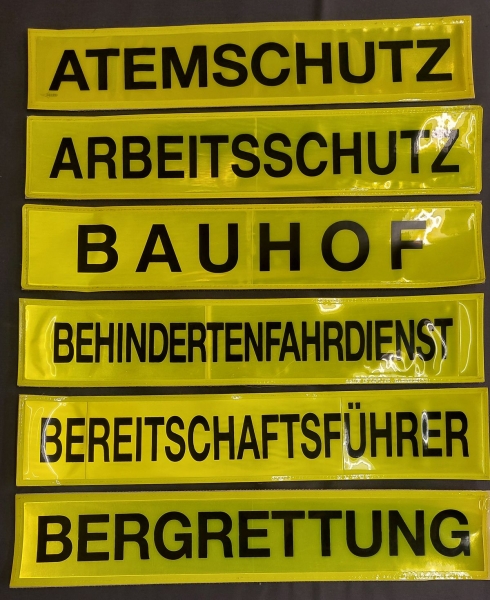 ATEMSCHUTZ
ARBEITSSCHUTZ
BAUHOF
BEHINDERTENFAHRDIENST
BEREITSCHAFTSFÜHRER
BERGRETTUNG